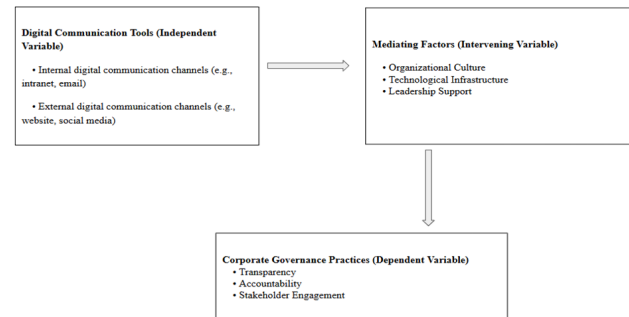 Digital Communication Tools (Independent
Variable)
• Internal digital communication channels (e.g.,
intranet, email)
• External digital communication channels (e.g.,
website, social media)
Mediating Factors (Intervening Variable)
• Organizational Culture
• Technological Infrastructure
• Leadership Support
Corporate Governance Practices (Dependent Variable)
• Transparency
• Accountability
• Stakeholder Engagement